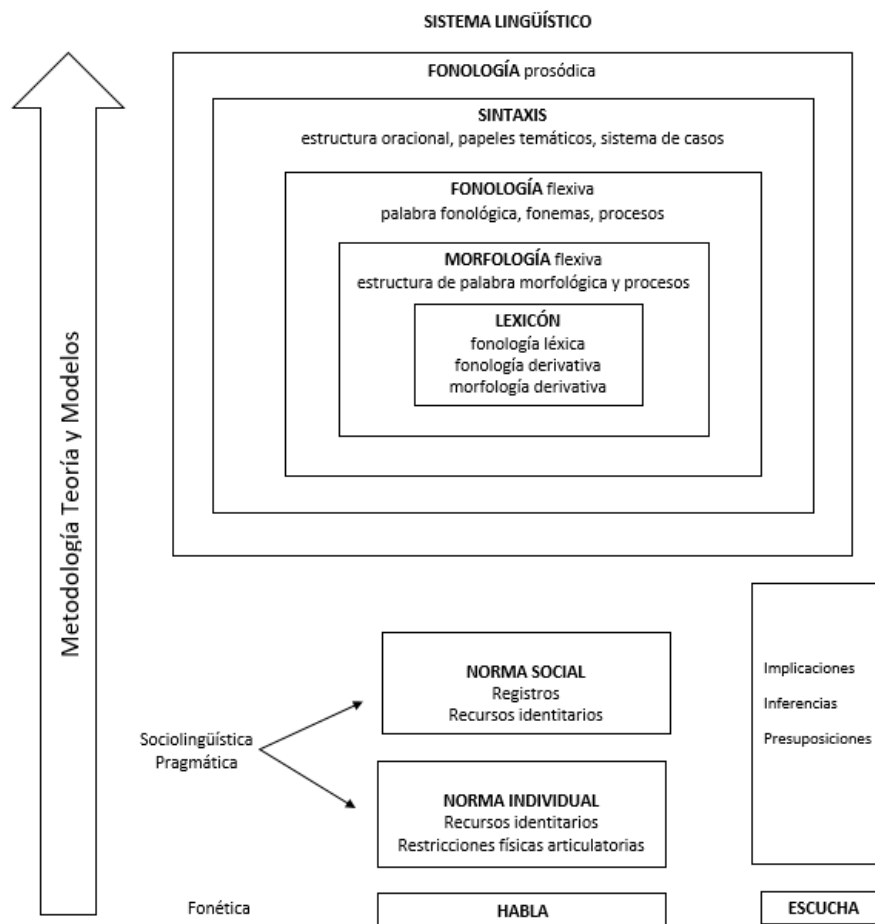 SISTEMA LINGÜÍSTICO
FONOLOGÍA prosódica
SINTAXIS
estructura oracional, papeles temáticos, sistema de casos
FONOLOGÍA flexiva
palabra fonológica, fonemas, procesos
MORFOLOGÍA flexiva
estructura de palabra morfológica y procesos
LEXICÓN
fonología léxica
fonología derivativa
morfología derivativa
Metodología Teoría y Modelos
Sociolingüística
Pragmática
NORMA SOCIAL
Registros
Recursos identitarios
NORMA INDIVIDUAL
Recursos identitarios
Restricciones físicas articulatorias
Implicaciones
Inferencias
Presuposiciones
Fonética
HABLA
ESCUCHA